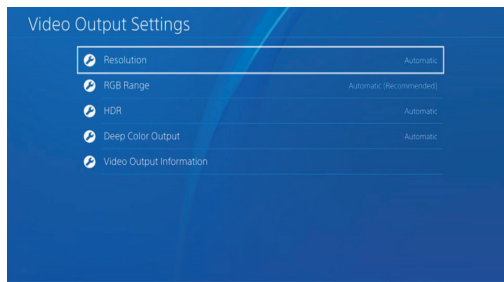 Video Output Settings
Resolution Automatic
RGB Range Automatic (Recommended)
HDR Automatic
Deep Color Output Automatic
Video Output Information